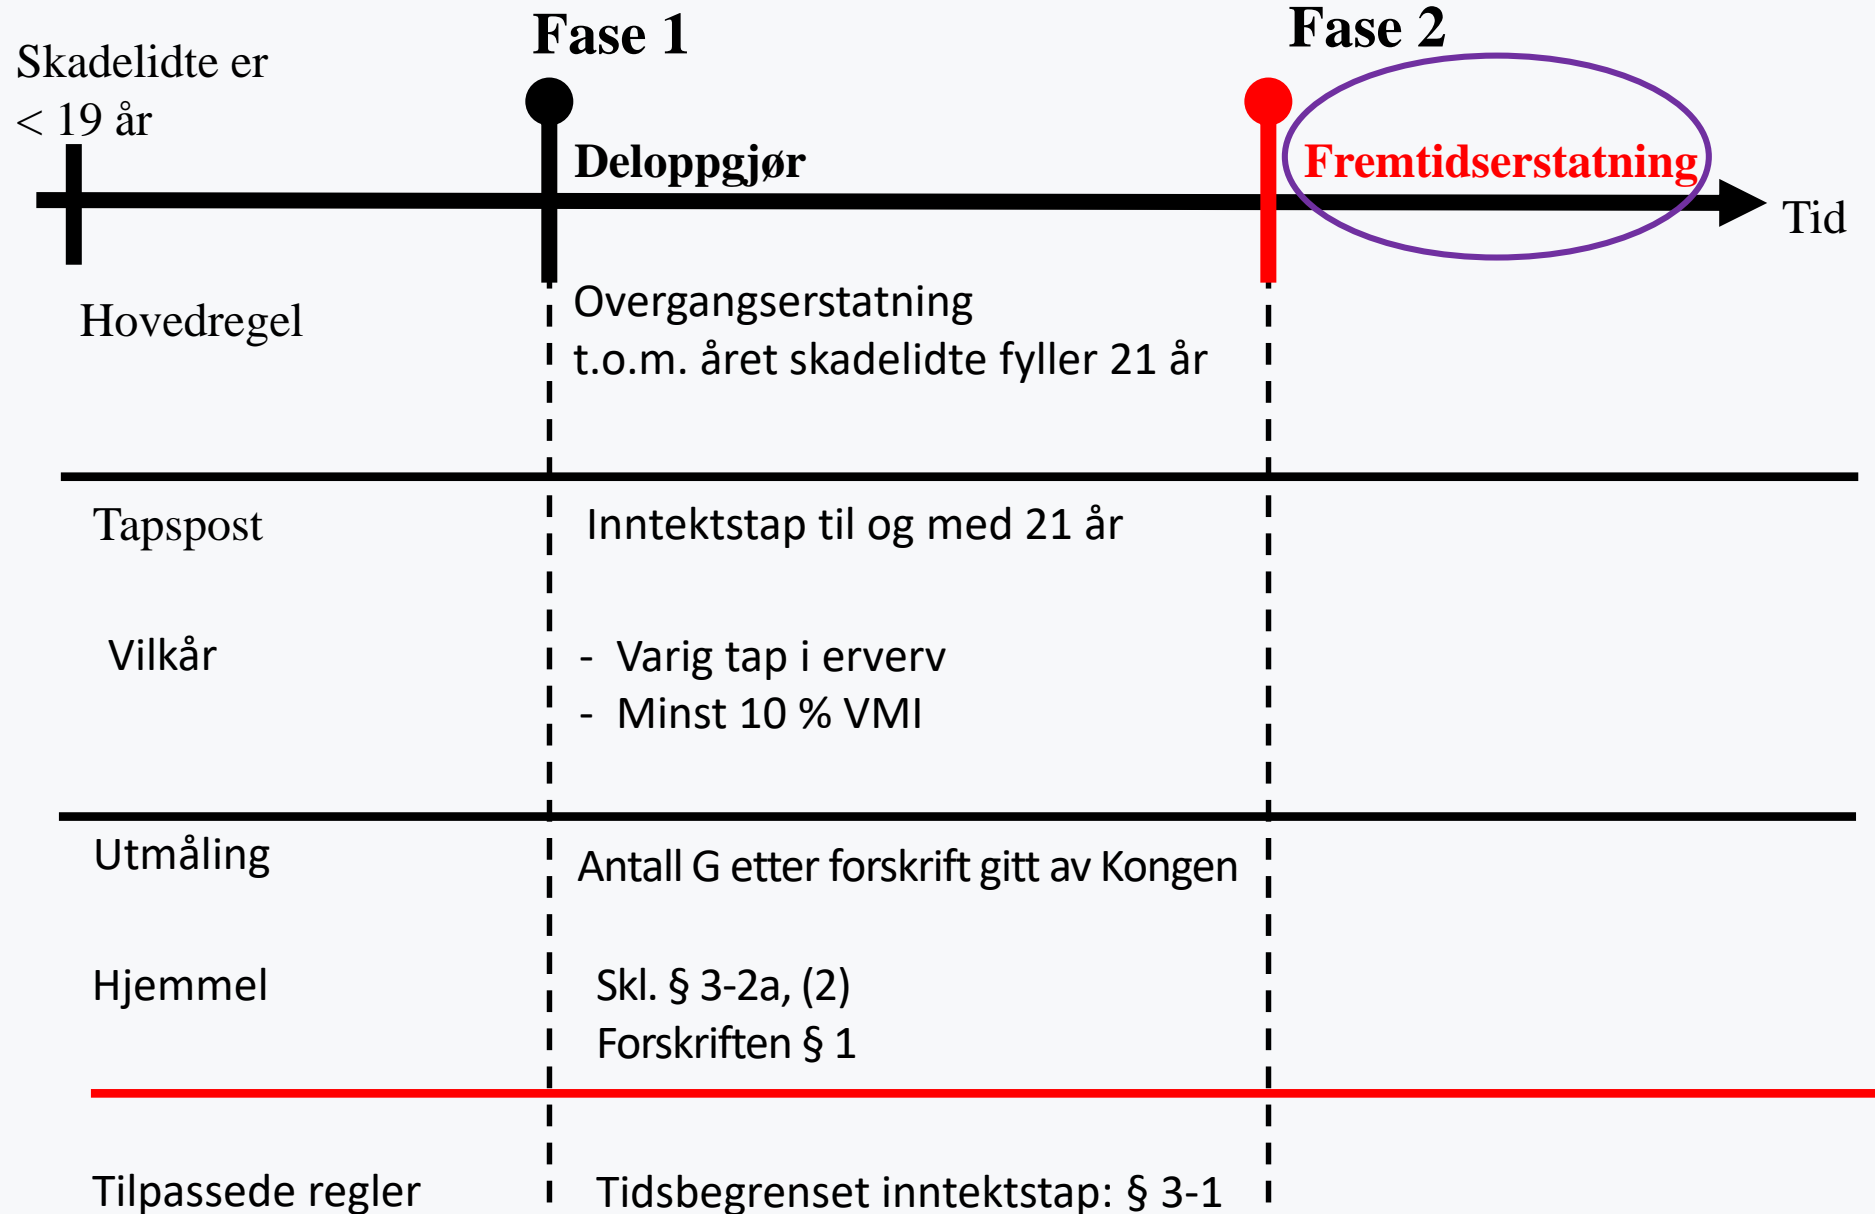 Fase 1
Fase 2
Skadelidte er
< 19 år
Deloppgjør
Fremtidserstatning
Tid
Hovedregel
Overgangserstatning
t.o.m. året skadelidte fyller 21 år
Tapspost
Inntektstap til og med 21 år
Vilkår
- Varig tap i erverv
- Minst 10 % VMI
Utmåling
Antall G etter forskrift gitt av Kongen
Hjemmel
Skl. § 3-2a, (2)
Forskriften § 1
Tilpassede regler
Tidsbegrenset inntektstap: § 3-1